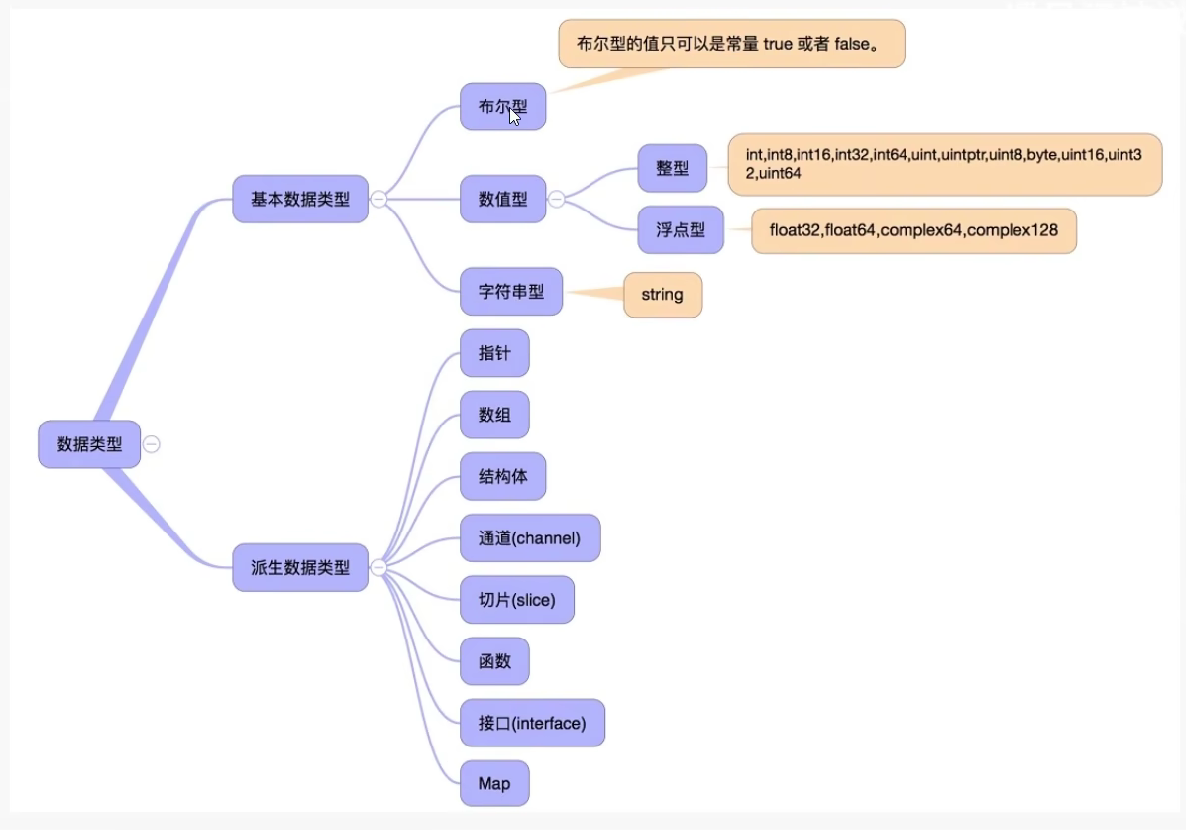 布尔型的值只可以是常量 true 或者 false。
布尔型
整型
int,int8,int16,int32,int64,uint,uintptr,uint8,byte,uint16,uint3
2,uint64
基本数据类型
数值型
浮点型
float32,float64,complex64,complex128
字符串型
string
指针
数组
数据类型
结构体
通道(channel)
派生数据类型
切片(slice)
函数
接口(interface)
Map